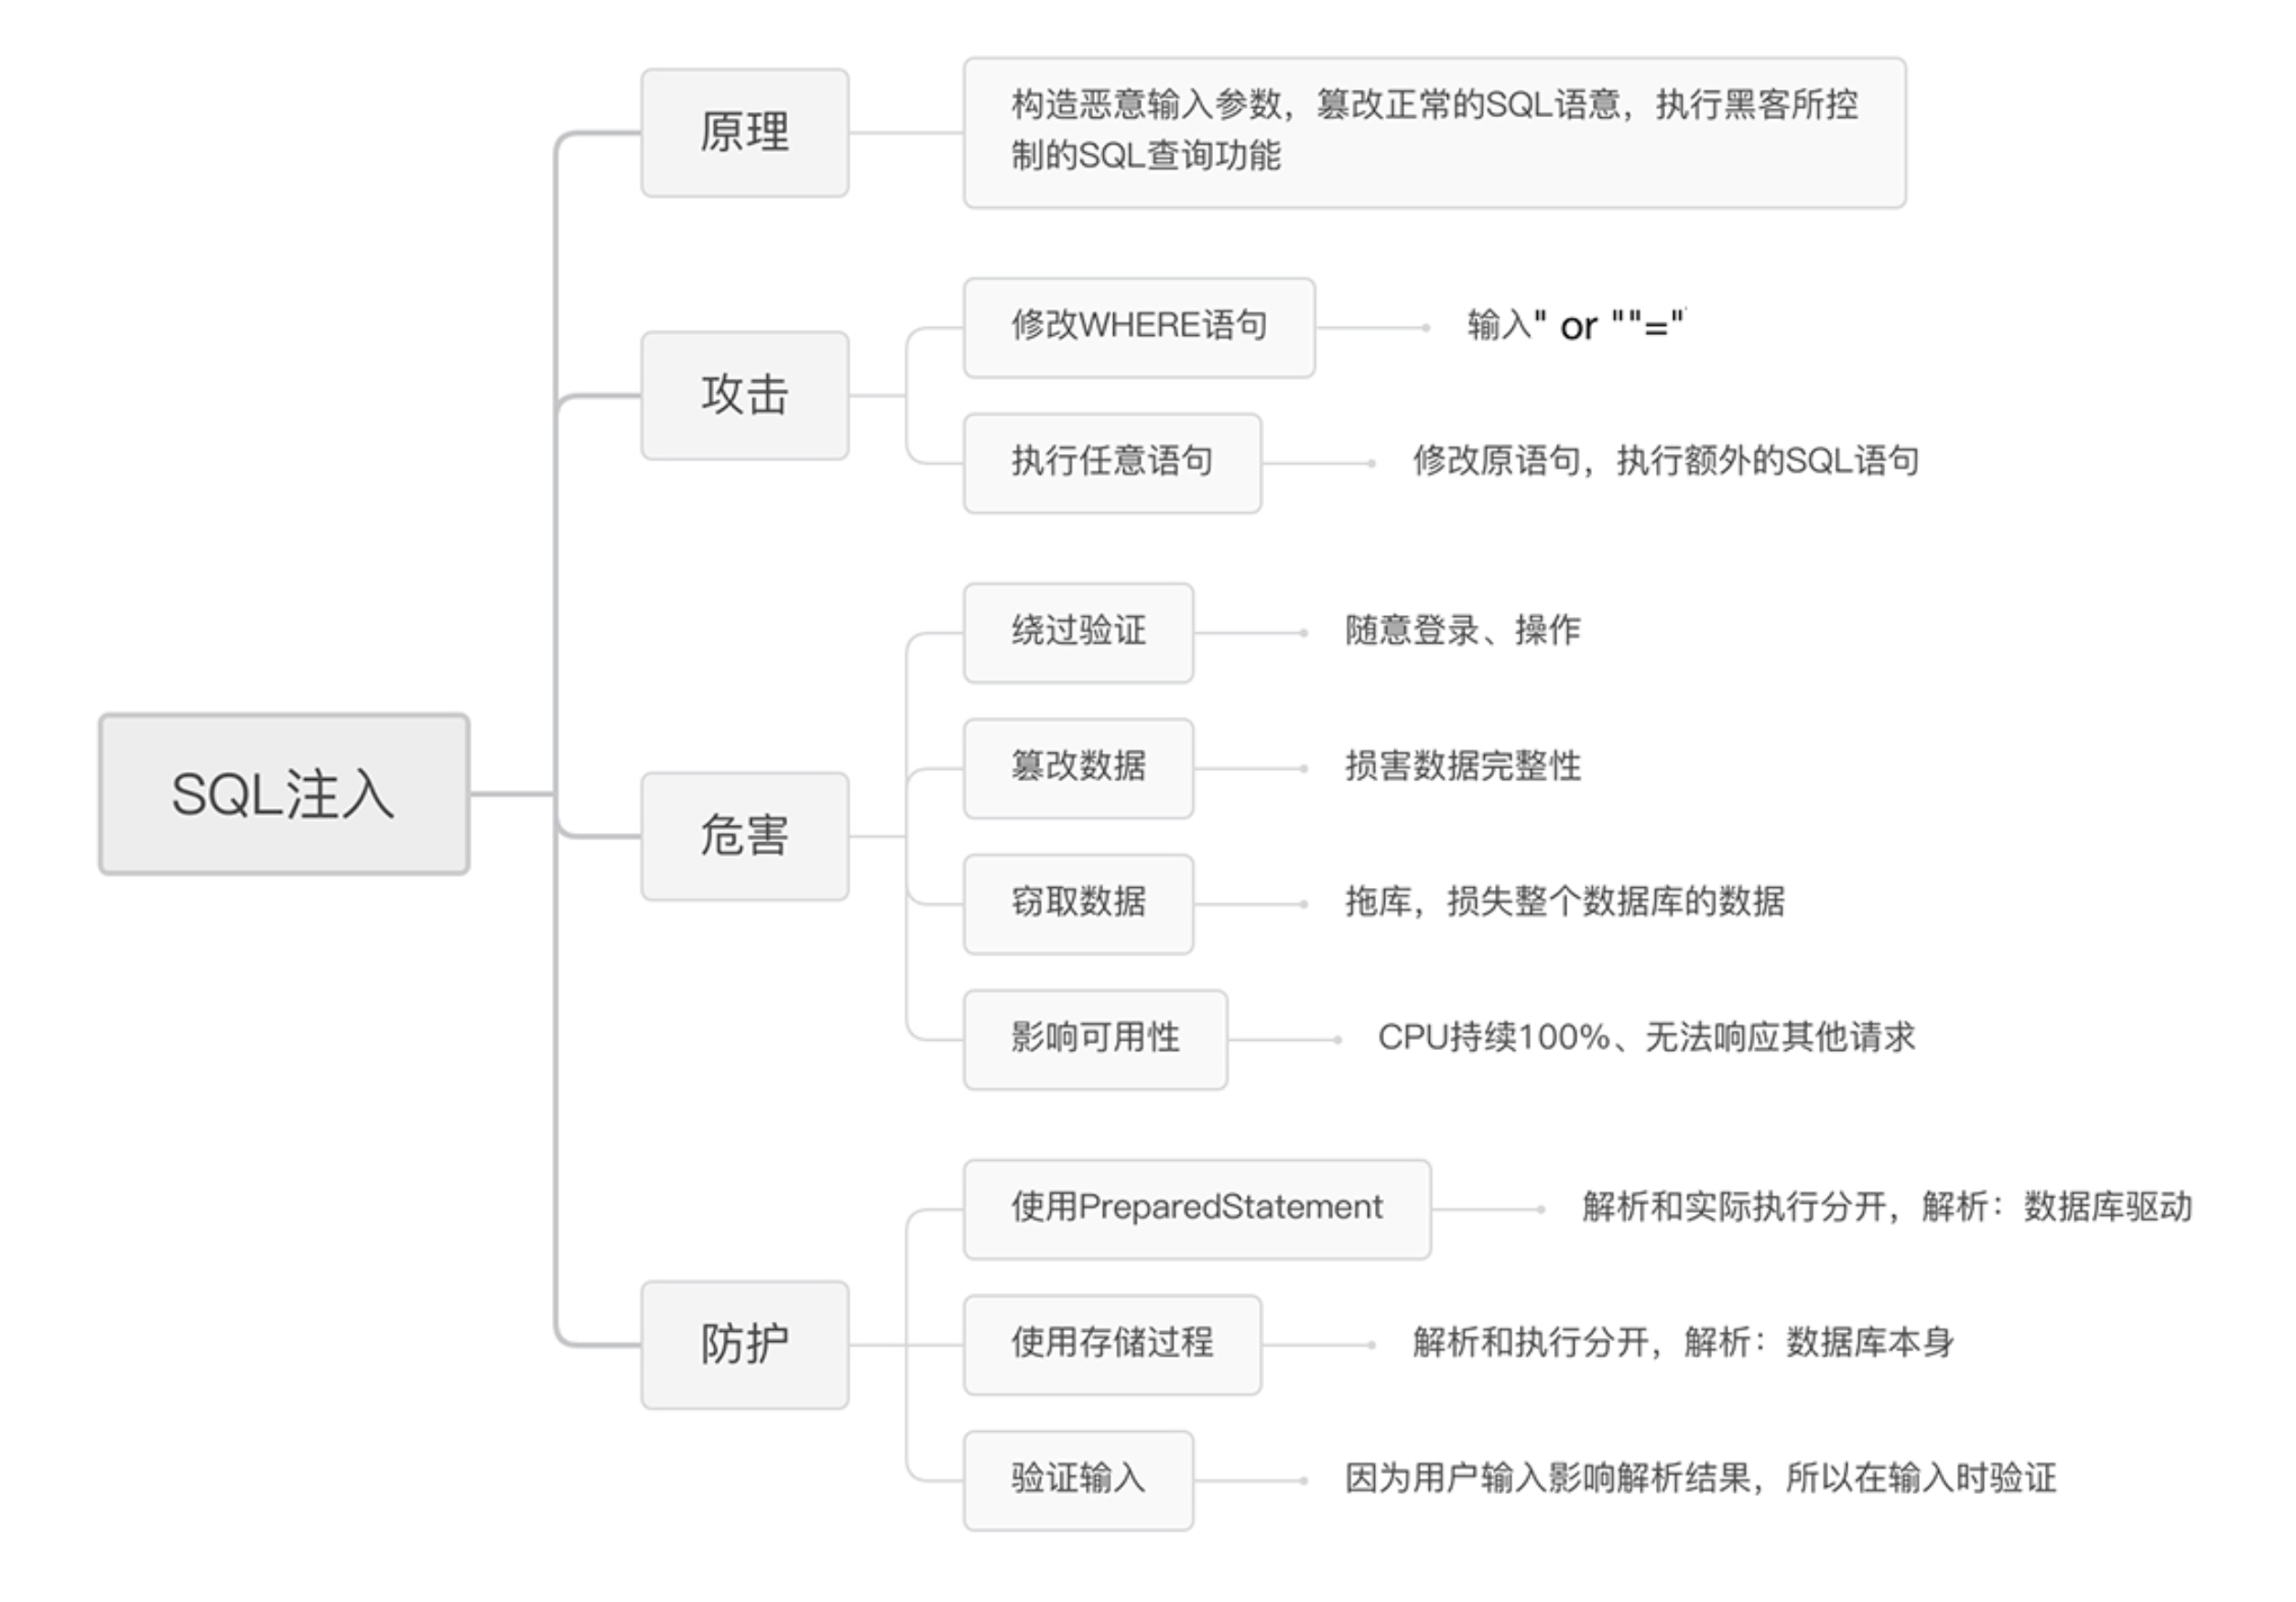 SQL注入
原理
构造恶意输入参数，篡改正常的SQL语意，执行黑客所控
制的SQL查询功能
攻击
修改WHERE语句
输入" or ""="
执行任意语句
修改原语句，执行额外的SQL语句
危害
绕过验证
随意登录、操作
篡改数据
损害数据完整性
窃取数据
拖库，损失整个数据库的数据
影响可用性
CPU持续100%、无法响应其他请求
防护
使用PreparedStatement
解析和实际执行分开，解析：数据库驱动
使用存储过程
解析和执行分开，解析：数据库本身
验证输入
因为用户输入影响解析结果，所以在输入时验证